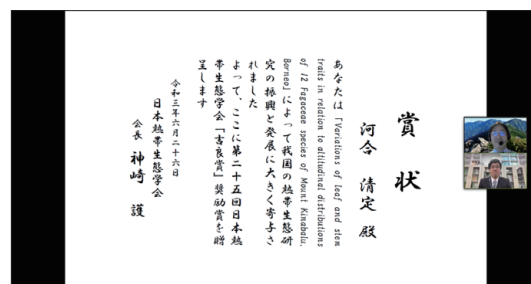 賞状
河合 清定 殿
あなたは「Variations of leaf and stem
traits in relation to altitudinal distributions
of 12 Fagaceae species of Mount Kinabalu,
Borneo」によって我国の熱帯生態研
究の振興と発展に大きく寄与さ
れました
よって、ここに第二十五回日本熱
帯生態学会「吉良賞」奨励賞を贈
呈します
令和三年六月二十六日
日本熱帯生態学会
会長 神崎 護